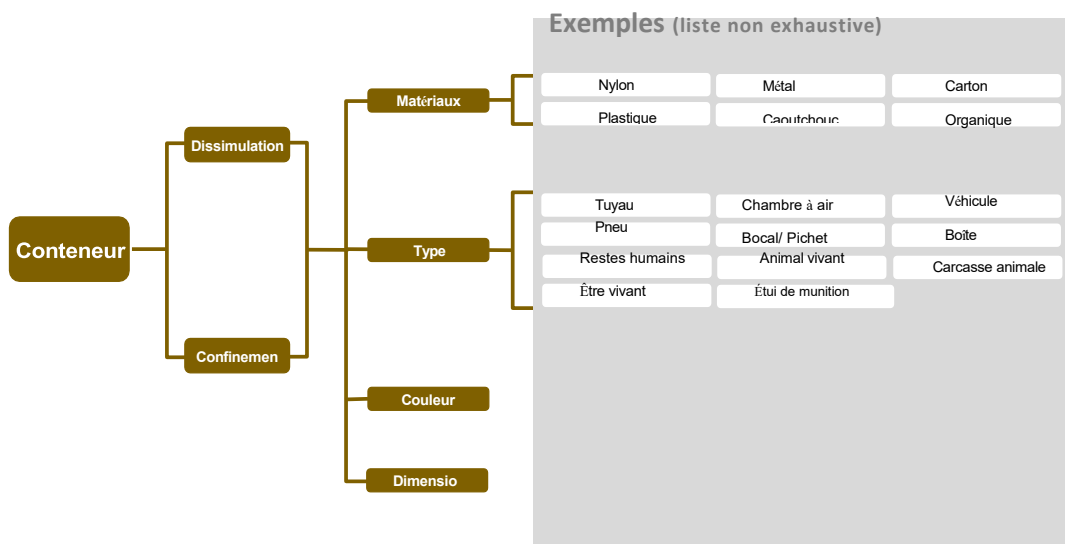 Exemples (liste non exhaustive)
Nylon Métal Carton
Matériaux
Plastique Caoutchouc Organique
Dissimulation
Tuyau Chambre à air Véhicule
Pneu Bocal/ Pichet Boîte
Conteneur
Type
Restes humains Animal vivant Carcasse animale
Être vivant Étui de munition
Confinemen
Couleur
Dimensio